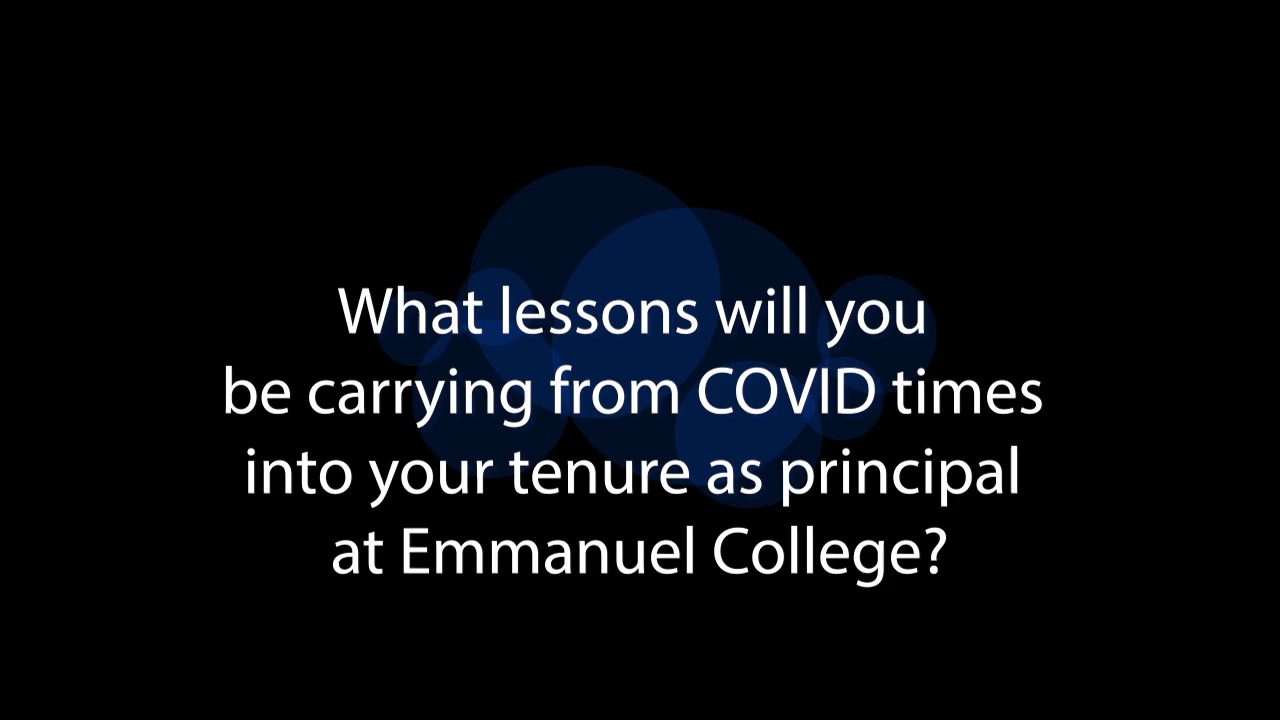 What lessons will you
be carrying from COVID times
into your tenure as principal
at Emmanuel College?